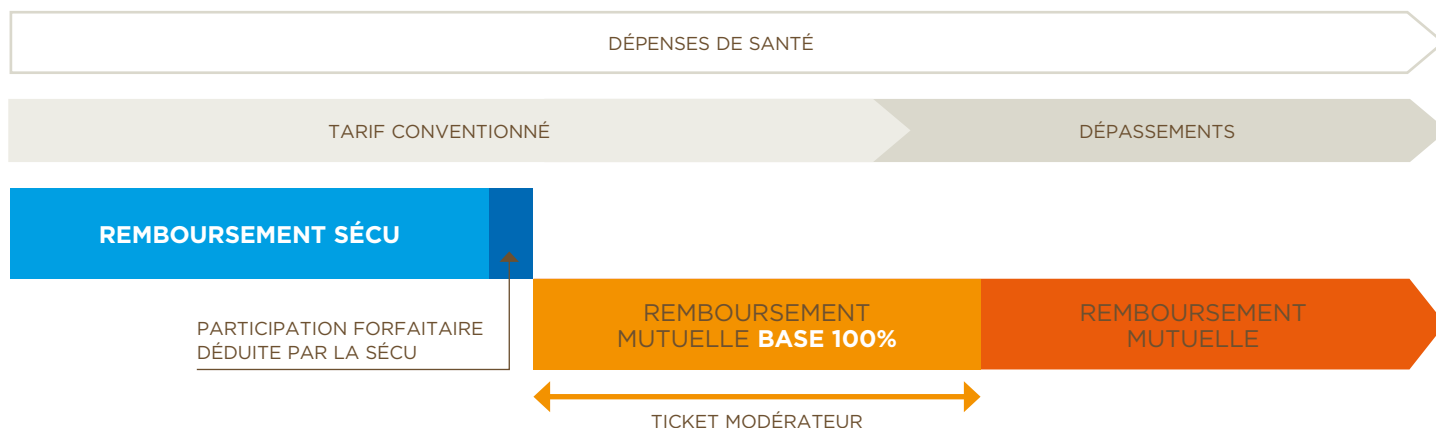 DÉPENSES DE SANTÉ
TARIF CONVENTIONNÉ
DÉPASSEMENTS
REMBOURSEMENT SÉCU
PARTICIPATION FORFAITAIRE
DÉDUITE PAR LA SÉCU
REMBOURSEMENT
MUTUELLE BASE 100%
REMBOURSEMENT
MUTUELLE
TICKET MODÉRATEUR